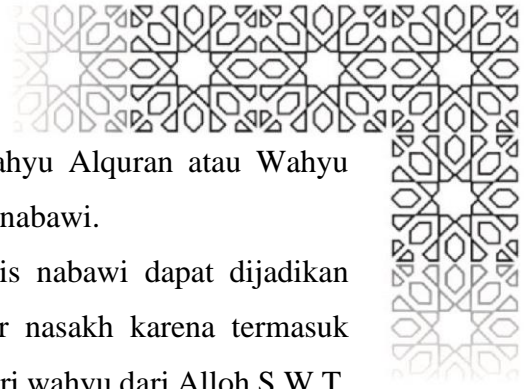 ahyu Alquran atau Wahyu
nabawi.
is nabawi dapat dijadikan
r nasakh karena termasuk
ri wahyu dari Alloh S.W.T.